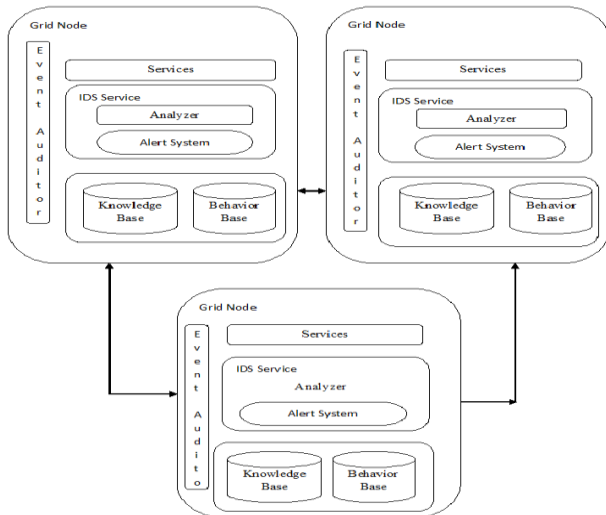 Grid Node
Event Auditor
Services
IDS Service
Analyzer
Alert System
Knowledge
Base
Behavior
Base
Grid Node
Event Auditor
Services
IDS Service
Analyzer
Alert System
Knowledge
Base
Behavior
Base
Grid Node
Event Audito
Services
IDS Service
Analyzer
Alert System
Knowledge
Base
Behavior
Base